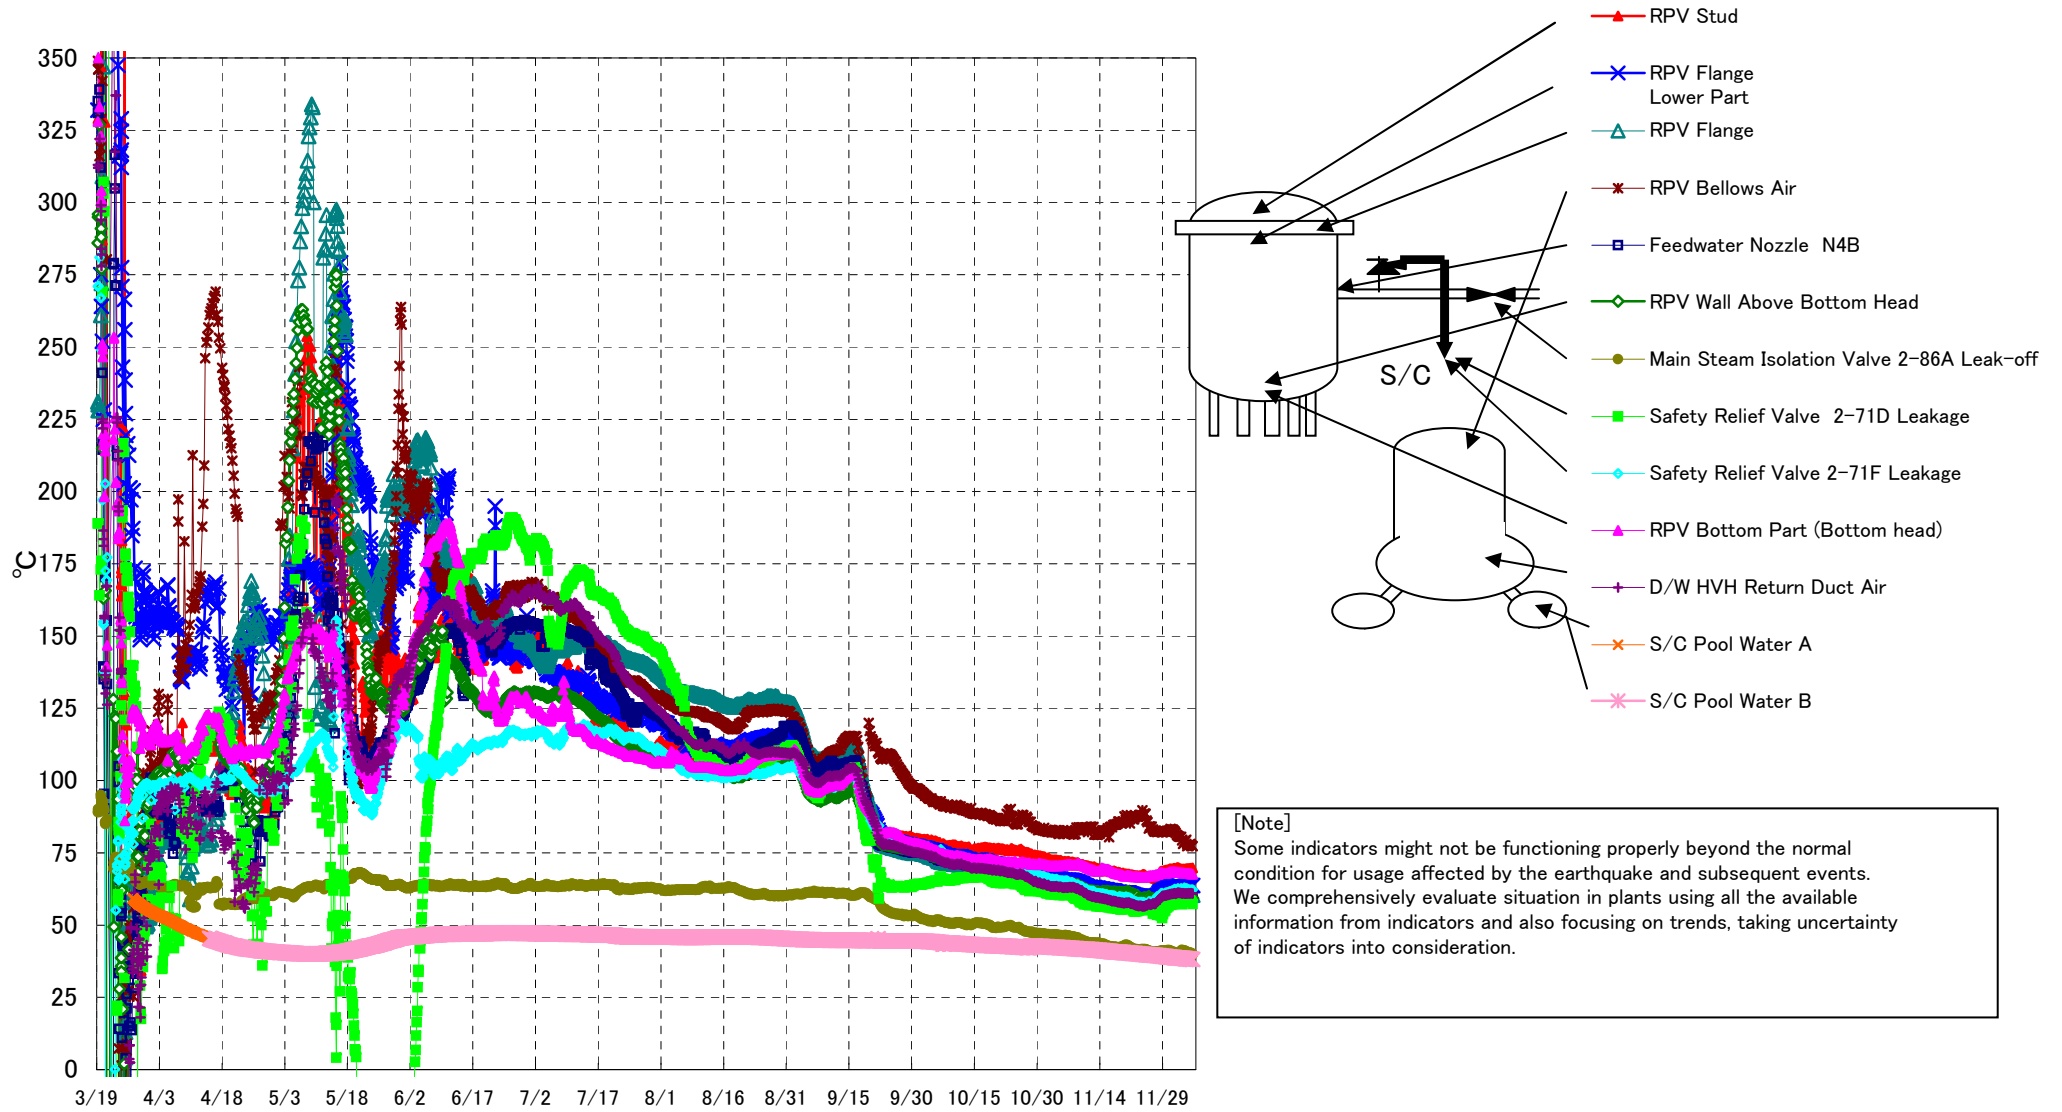 350
325
300
275
250
225
200
175
150
125
100
75
50
25
0
℃
3/19 4/3 4/18 5/3 5/18 6/2 6/17 7/2 7/17 8/1 8/16 8/31 9/15 9/30 10/15 10/30 11/14 11/29
RPV Stud
RPV Flange
Lower Part
RPV Flange
RPV Bellows Air
Feedwater Nozzle N4B
RPV Wall Above Bottom Head
Main Steam Isolation Valve 2-86A Leak-off
Safety Relief Valve 2-71D Leakage
Safety Relief Valve 2-71F Leakage
RPV Bottom Part (Bottom head)
D/W HVH Return Duct Air
S/C Pool Water A
S/C Pool Water B
S/C
[Note]
Some indicators might not be functioning properly beyond the normal
condition for usage affected by the earthquake and subsequent events.
We comprehensively evaluate situation in plants using all the available
information from indicators and also focusing on trends, taking uncertainty
of indicators into consideration.